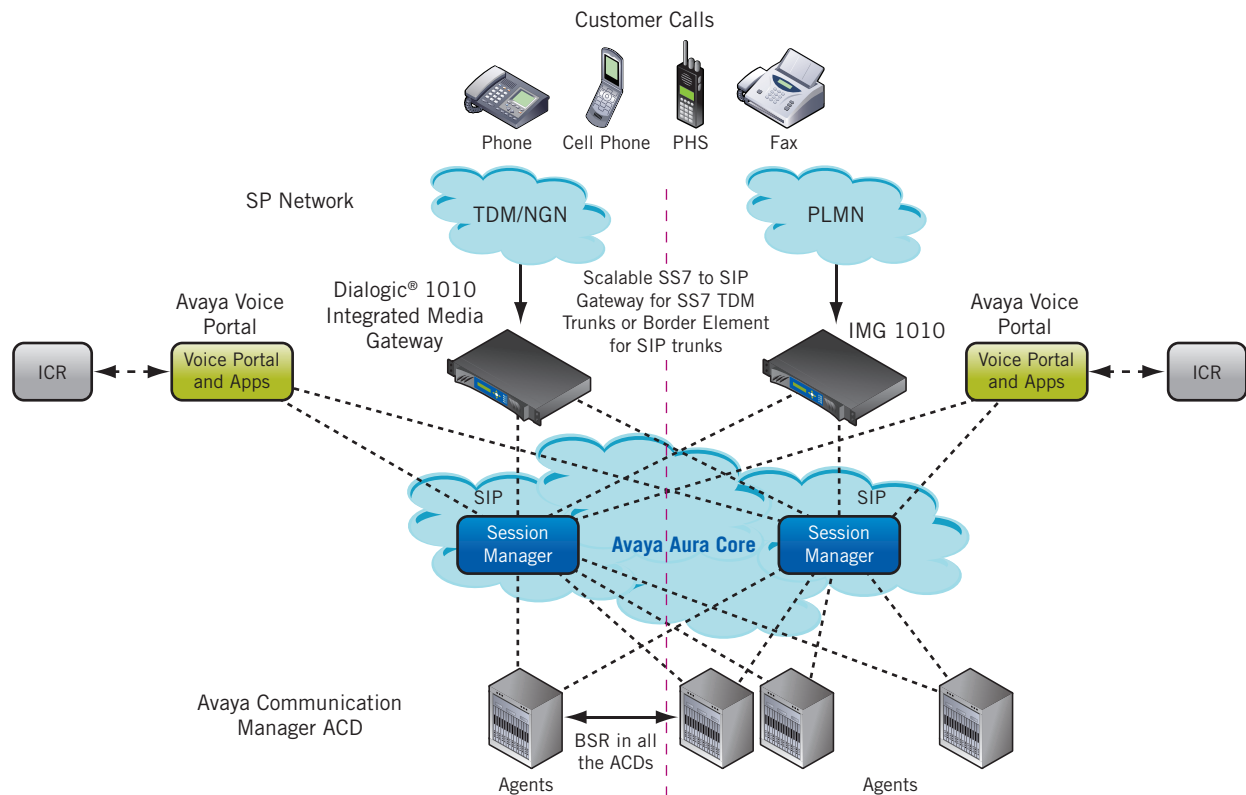 Customer Calls
Phone
Cell Phone
PHS
Fax
SP Network
TDM/NGN
PLMN
Dialogic® 1010
Integrated Media
Gateway
Scalable SS7 to SIP
Gateway for SS7 TDM
Trunks or Border Element
for SIP trunks
IMG 1010
Avaya Voice
Portal
Avaya Voice
Portal
ICR
Voice Portal
and Apps
Voice Portal
and Apps
ICR
SIP
SIP
Session
Manager
Avaya Aura Core
Session
Manager
Avaya Communication
Manager ACD
BSR in all
the ACDs
Agents
Agents